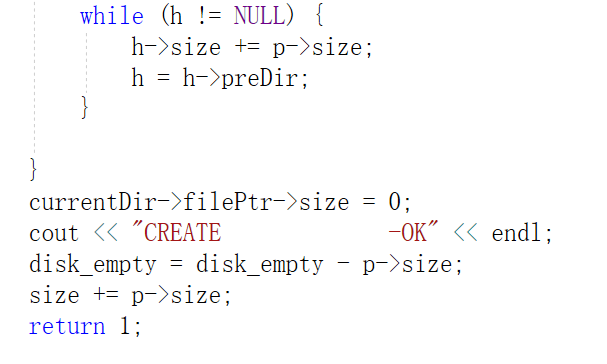 while (h != NULL) {
h->size += p->size;
h = h->preDir;
}
}
currentDir->filePtr->size = 0;
cout << "CREATE              -OK" << endl;
disk_empty = disk_empty - p->size;
size += p->size;
return 1;